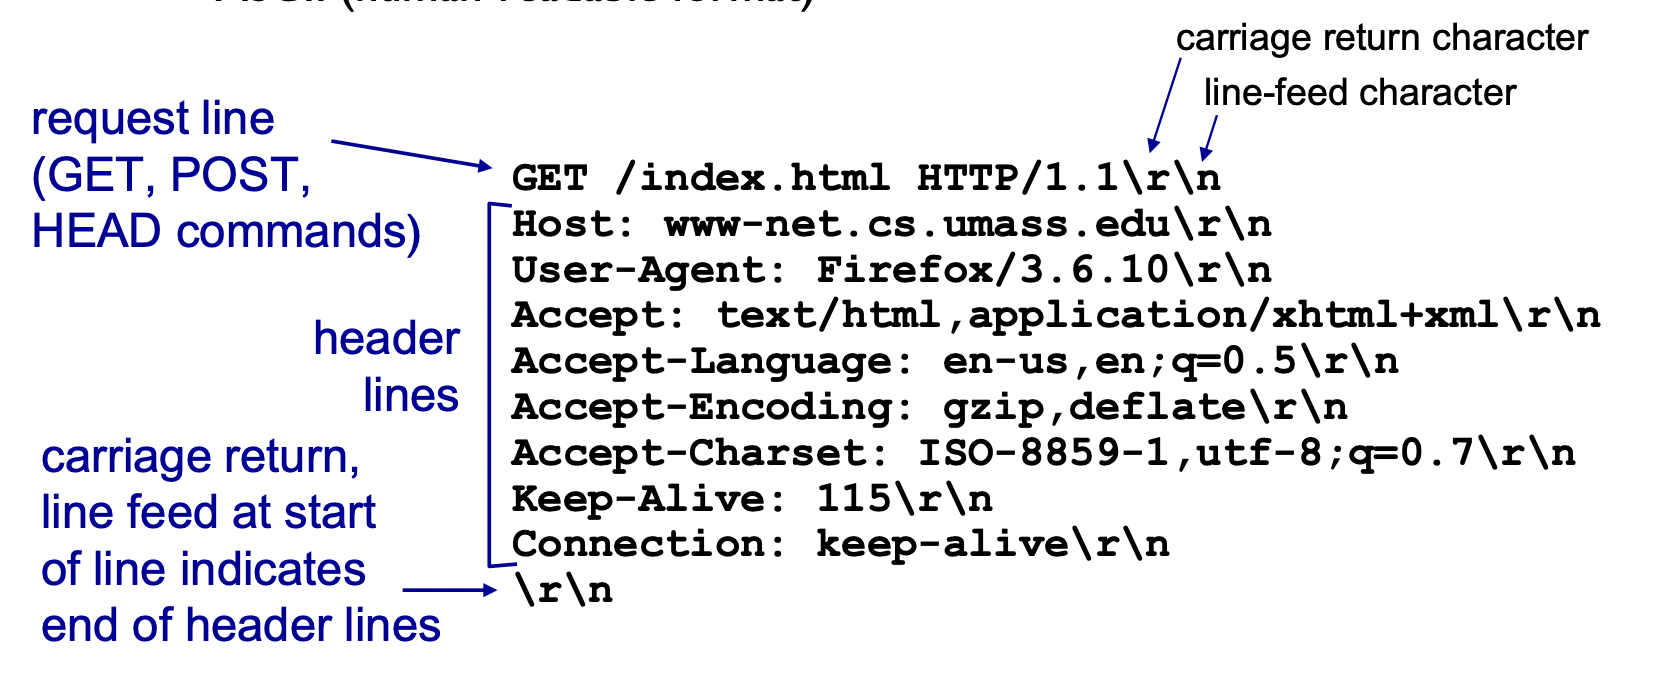 (human-readable format)
carriage return character
line-feed character
request line
(GET, POST,
HEAD commands)
GET /index.html HTTP/1.1\r\n
Host: www-net.cs.umass.edu\r\n
User-Agent: Firefox/3.6.10\r\n
Accept: text/html,application/xhtml+xml\r\n
Accept-Language: en-us,en;q=0.5\r\n
Accept-Encoding: gzip,deflate\r\n
Accept-Charset: ISO-8859-1,utf-8;q=0.7\r\n
Keep-Alive: 115\r\n
Connection: keep-alive\r\n
\r\n
header
lines
carriage return,
line feed at start
of line indicates
end of header lines